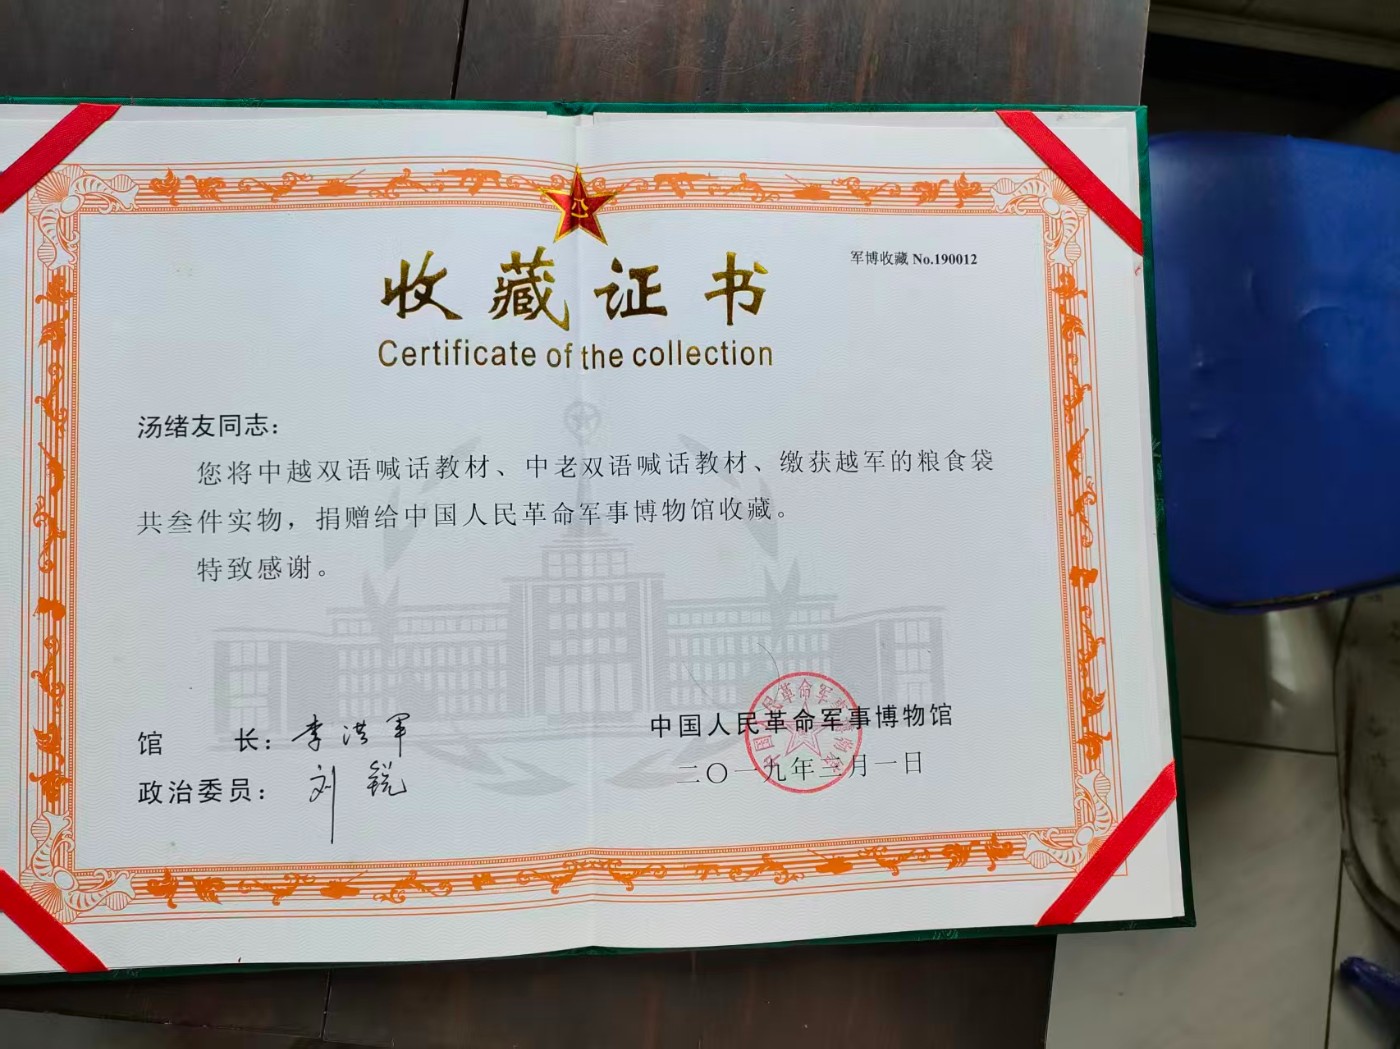 军博收藏 No.190012
收藏证书
Certificate of the collection
汤绪友同志：
您将中越双语喊话教材、中老双语喊话教材、缴获越军的粮食袋
共叁件实物，捐赠给中国人民革命军事博物馆收藏。
特致感谢。
馆 长：李洪军
政治委员：刘锐
中国人民革命军事博物馆
二〇一九年三月一日